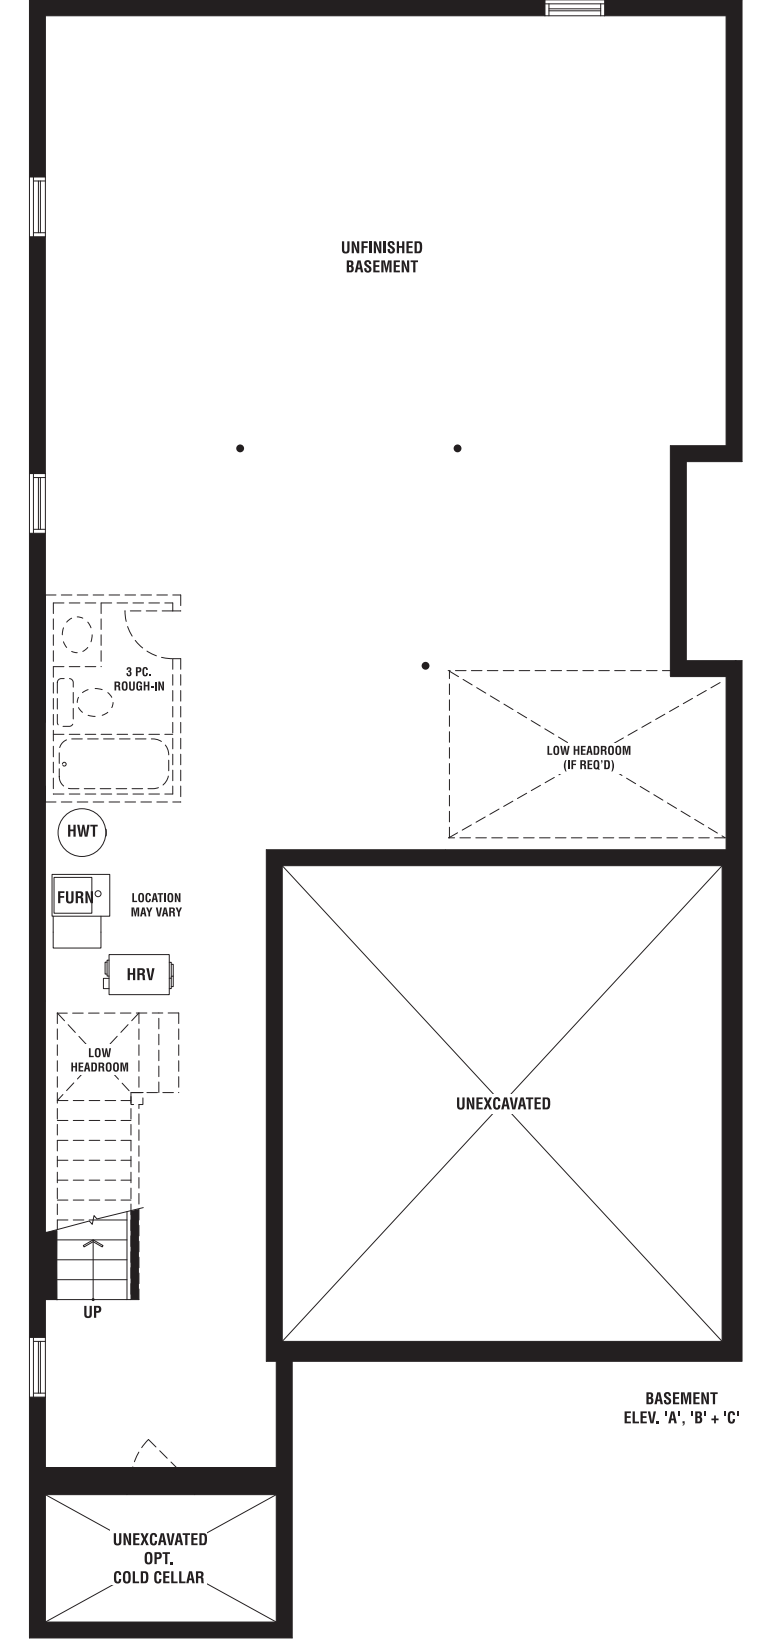 UNFINISHED
BASEMENT
3 PC.
ROUGH-IN
LOW HEADROOM
(IF REQ'D)
HWT
FURN
LOCATION
MAY VARY
HRV
LOW
HEADROOM
UNEXCAVATED
UP
BASEMENT
ELEV. 'A', 'B' + 'C'
UNEXCAVATED
OPT.
COLD CELLAR